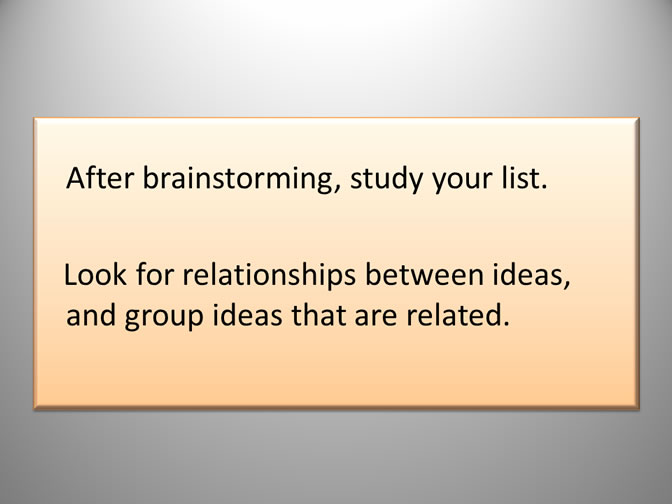 After brainstorming, study your list.
Look for relationships between ideas,
and group ideas that are related.